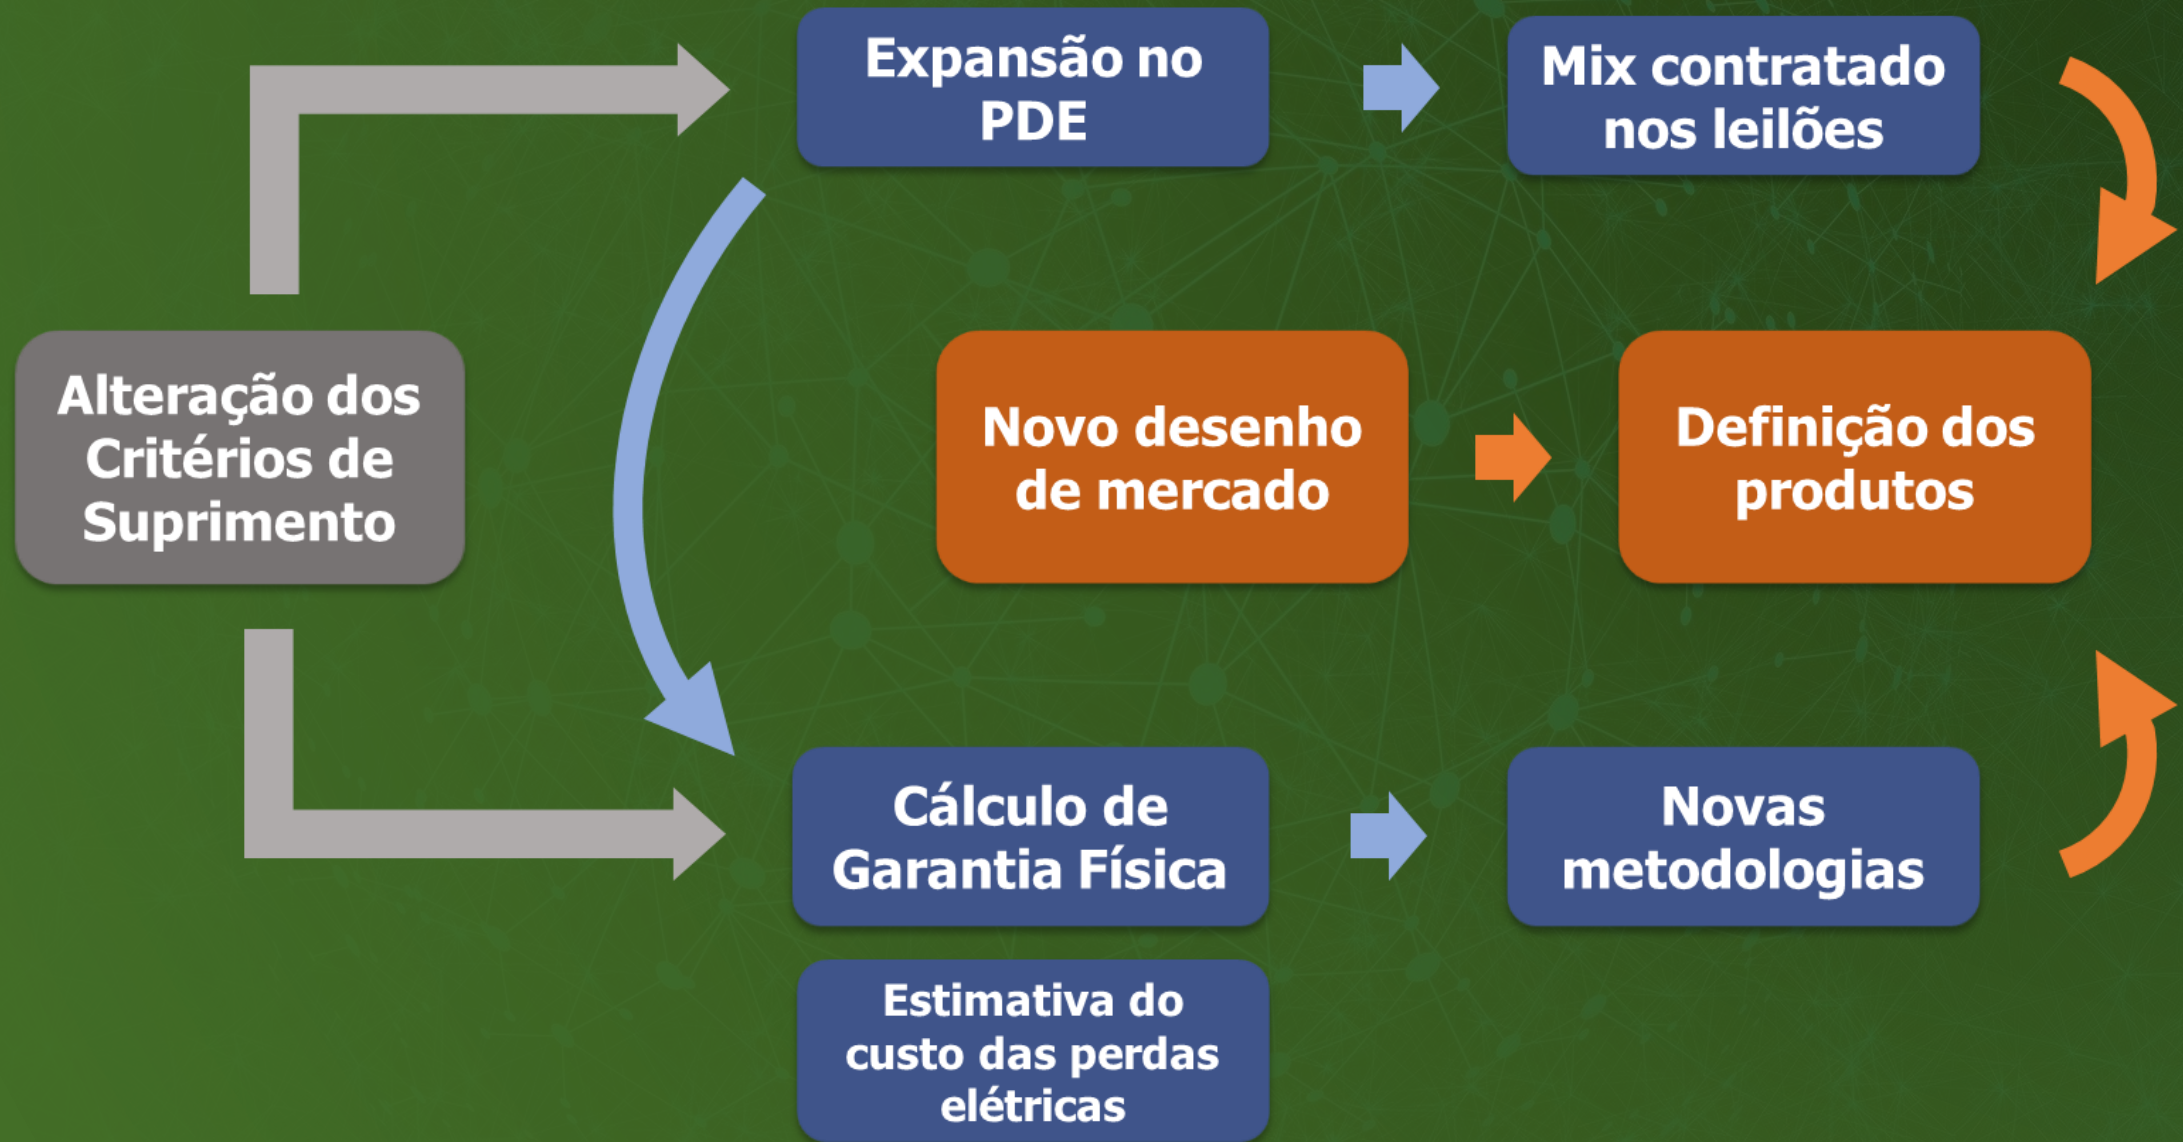 Expansão no
PDE
Mix contratado
nos leilões
Alteração dos
Critérios de
Suprimento
Novo desenho
de mercado
Definição dos
produtos
Cálculo de
Garantia Física
Novas
metodologias
Estimativa do
custo das perdas
elétricas